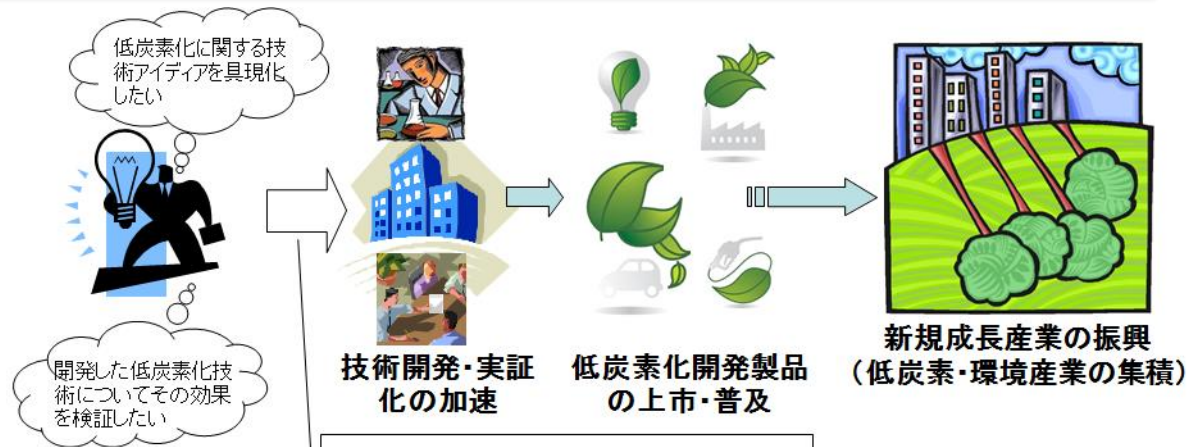 低炭素化に関する技
術アイディアを具現化
したい
開発した低炭素化技
術についてその効果
を検証したい
技術開発・実証
化の加速
低炭素化開発製品
の上市・普及
新規成長産業の振興
（低炭素・環境産業の集積）